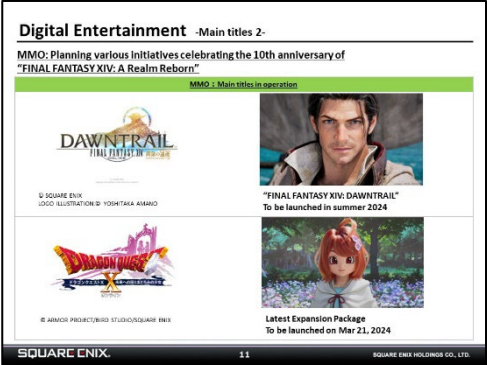 Digital Entertainment -Main titles 2-
MMO: Planning various initiatives celebrating the 10th anniversary of
"FINAL FANTASY XIV: A Realm Reborn"
MMO : Main titles in operation
DAWNTRAIL
FINAL FANTASY XIV
© SQUARE ENIX
LOGO ILLUSTRATION:© YOSHITAKA AMANO
"FINAL FANTASY XIV: DAWNTRAIL"
To be launched in summer 2024
DRAGON QUEST
X
© ARMOR PROJECT/BIRD STUDIO/SQUARE ENIX
Latest Expansion Package
To be launched on Mar 21, 2024
SQUARE ENIX.
11
SQUARE ENIX HOLDINGS CO., LTD.